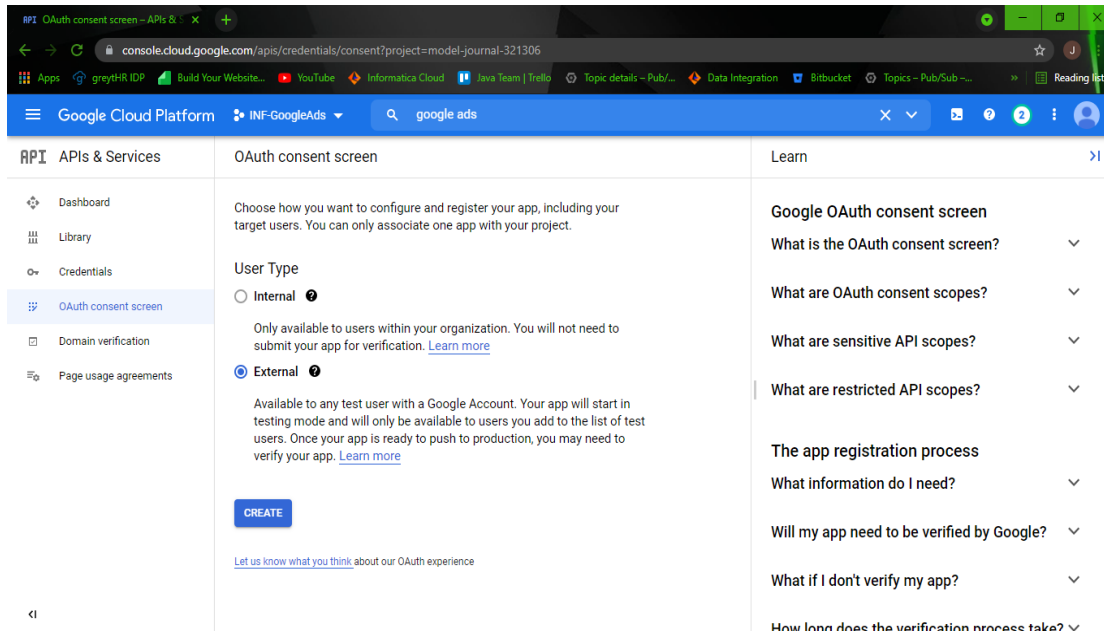 API OAuth consent screen – APIs & S
console.cloud.google.com/apis/credentials/consent?project=model-journal-321306
J
Apps greytHR IDP Build Your Website... YouTube Informatica Cloud Java Team | Trello Topic details – Pub/... Data Integration Bitbucket Topics – Pub/Sub –... » Reading list
Google Cloud Platform INF-GoogleAds google ads 2
API APIs & Services
Dashboard
Library
Credentials
OAuth consent screen
Domain verification
Page usage agreements
OAuth consent screen
Choose how you want to configure and register your app, including your
target users. You can only associate one app with your project.
User Type
Internal
Only available to users within your organization. You will not need to
submit your app for verification. Learn more
External
Available to any test user with a Google Account. Your app will start in
testing mode and will only be available to users you add to the list of test
users. Once your app is ready to push to production, you may need to
verify your app. Learn more
CREATE
Let us know what you think about our OAuth experience
Learn
Google OAuth consent screen
What is the OAuth consent screen?
What are OAuth consent scopes?
What are sensitive API scopes?
What are restricted API scopes?
The app registration process
What information do I need?
Will my app need to be verified by Google?
What if I don't verify my app?
How long does the verification process take?